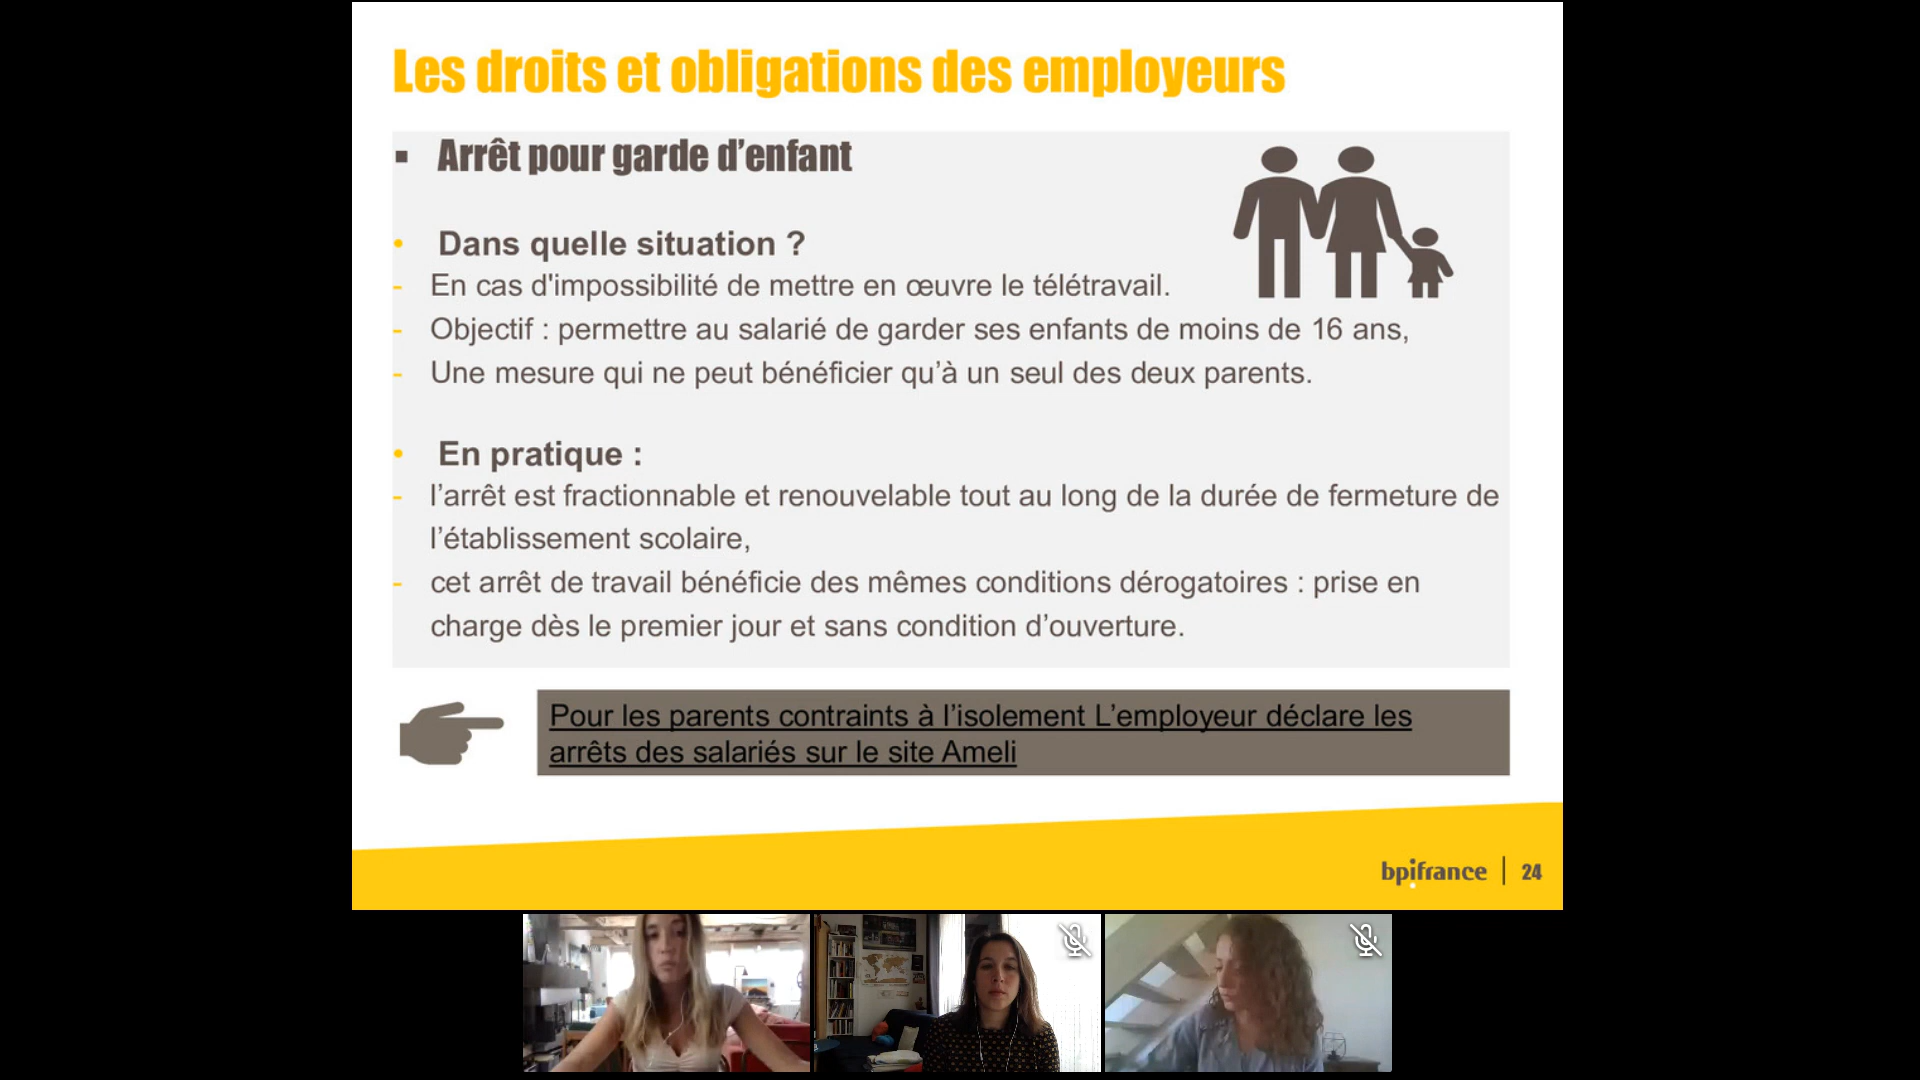 Les droits et obligations des employeurs
▪ Arrêt pour garde d’enfant
• Dans quelle situation ?
- En cas d'impossibilité de mettre en œuvre le télétravail.
- Objectif : permettre au salarié de garder ses enfants de moins de 16 ans,
- Une mesure qui ne peut bénéficier qu’à un seul des deux parents.
• En pratique :
- l’arrêt est fractionnable et renouvelable tout au long de la durée de fermeture de
l’établissement scolaire,
- cet arrêt de travail bénéficie des mêmes conditions dérogatoires : prise en
charge dès le premier jour et sans condition d’ouverture.
Pour les parents contraints à l’isolement L’employeur déclare les
arrêts des salariés sur le site Ameli
bpifrance | 24